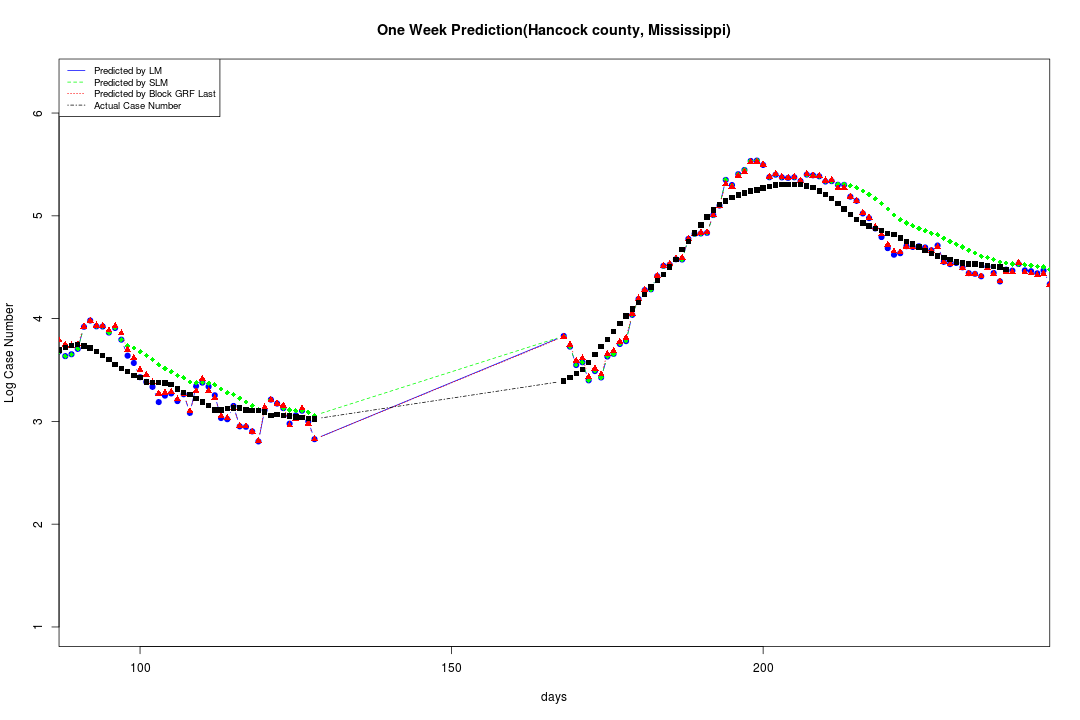 One Week Prediction(Hancock county, Mississippi)
Predicted by LM
Predicted by SLM
Predicted by Block GRF Last
Actual Case Number
6
5
4
3
2
1
Log Case Number
100 150 200
days